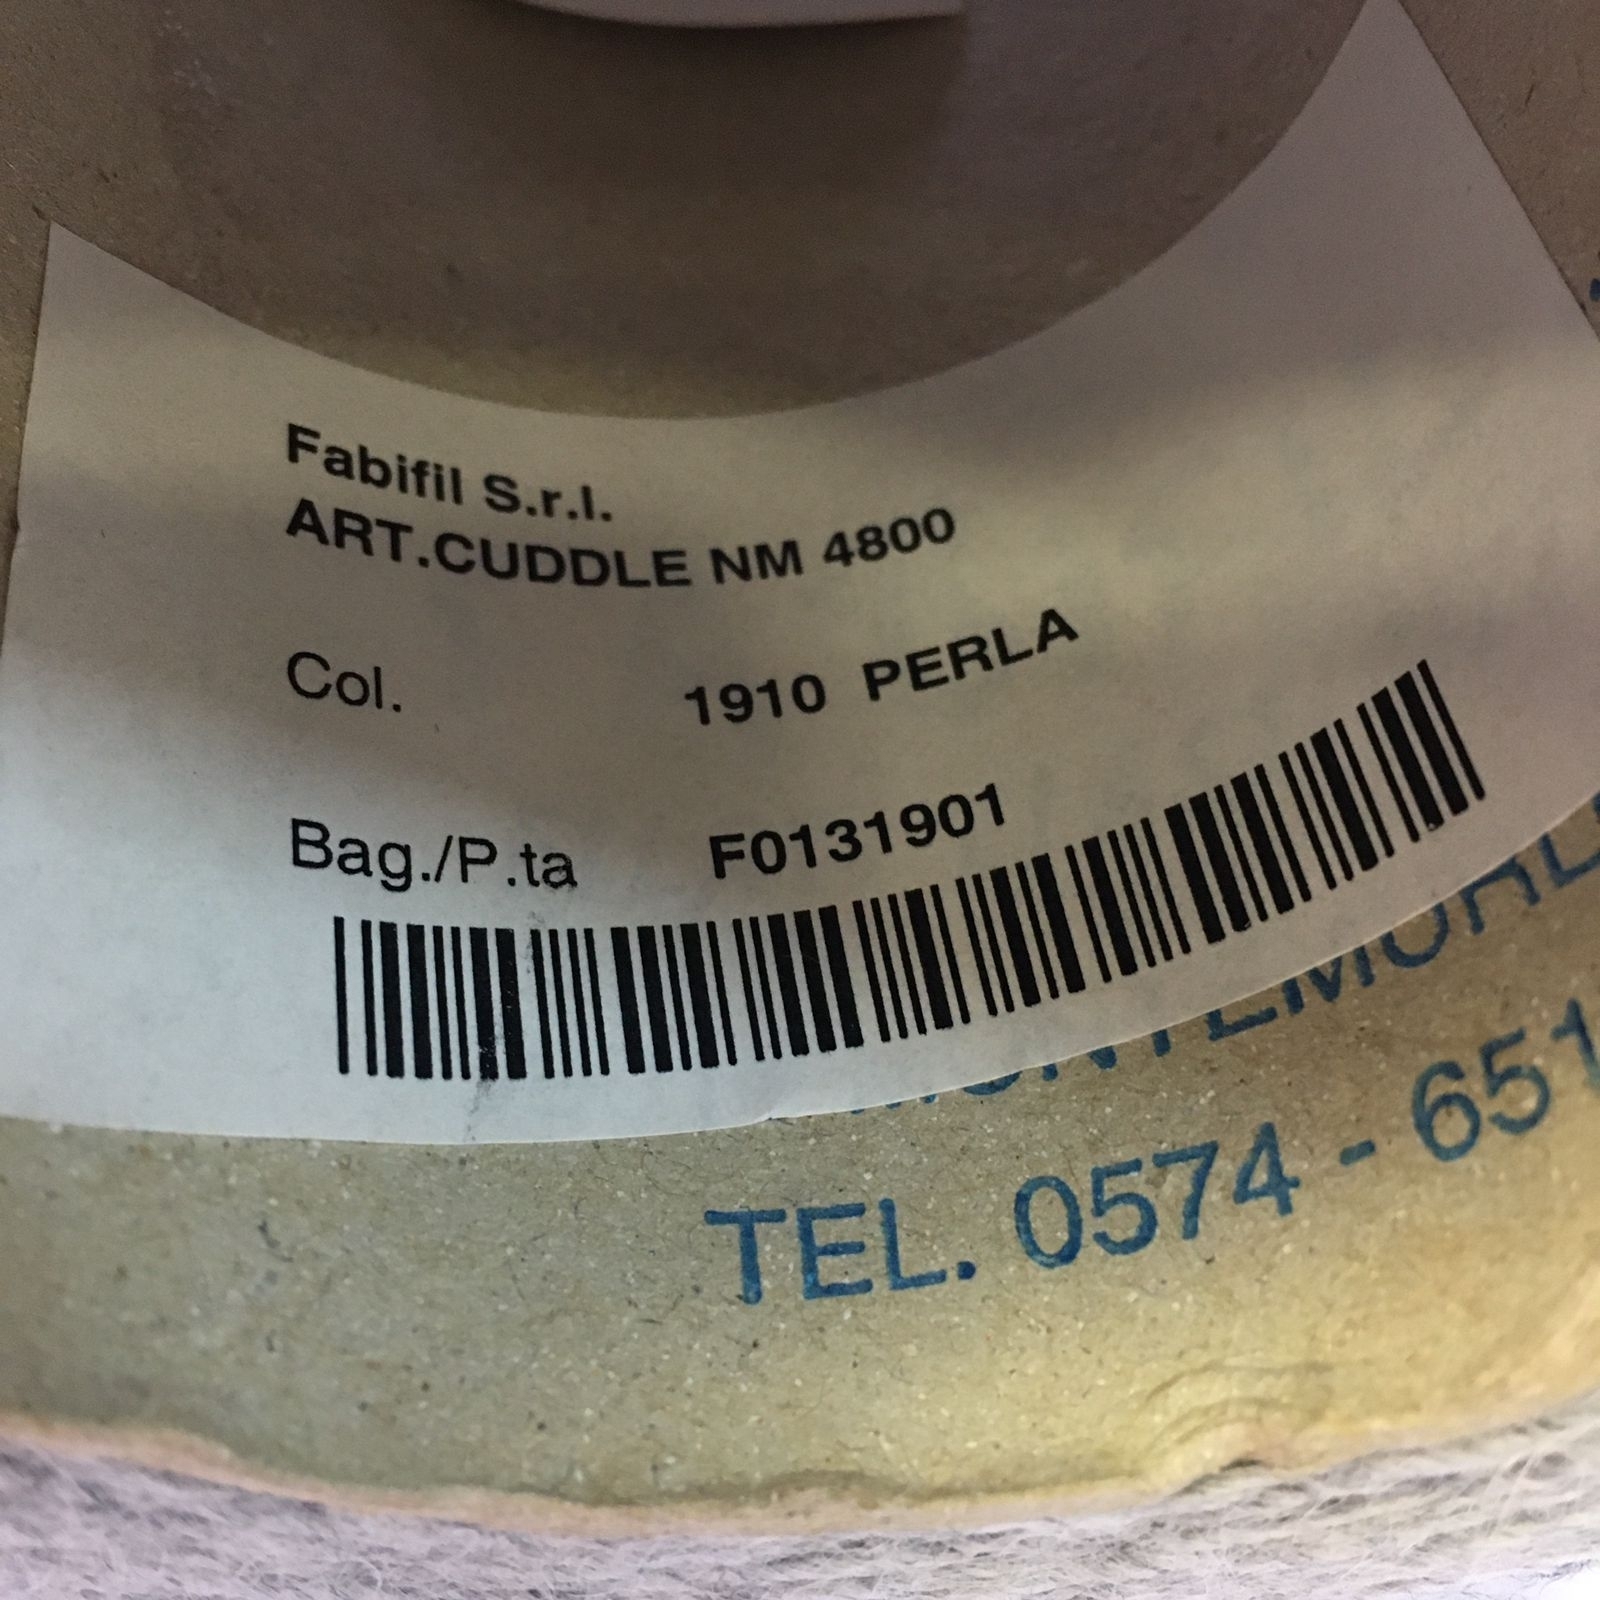 Fabifil S.r.l.
ART.CUDDLE NM 4800
Col. 1910 PERLA
Bag./P.ta F0131901
TEL. 0574 - 651